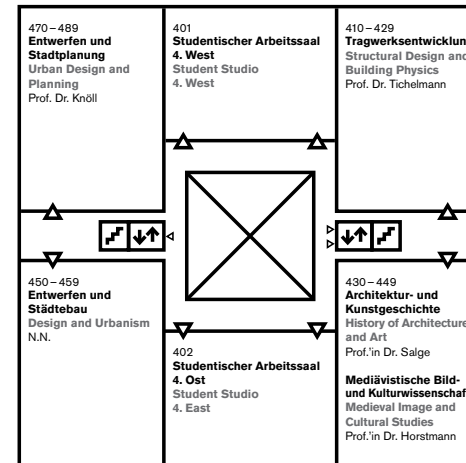 470 – 489
Entwerfen und
Stadtplanung
Urban Design and
Planning
Prof. Dr. Knöll
401
Studentischer Arbeitssaal
4. West
Student Studio
4. West
410 – 429
Tragwerksentwicklun
Structural Design and
Building Physics
Prof. Dr. Tichelmann
450 – 459
Entwerfen und
Städtebau
Design and Urbanism
N.N.
402
Studentischer Arbeitssaal
4. Ost
Student Studio
4. East
430 – 449
Architektur- und
Kunstgeschichte
History of Architecture
and Art
Prof.'in Dr. Salge
Mediävistische Bild-
und Kulturwissenschaf
Medieval Image and
Cultural Studies
Prof.'in Dr. Horstmann